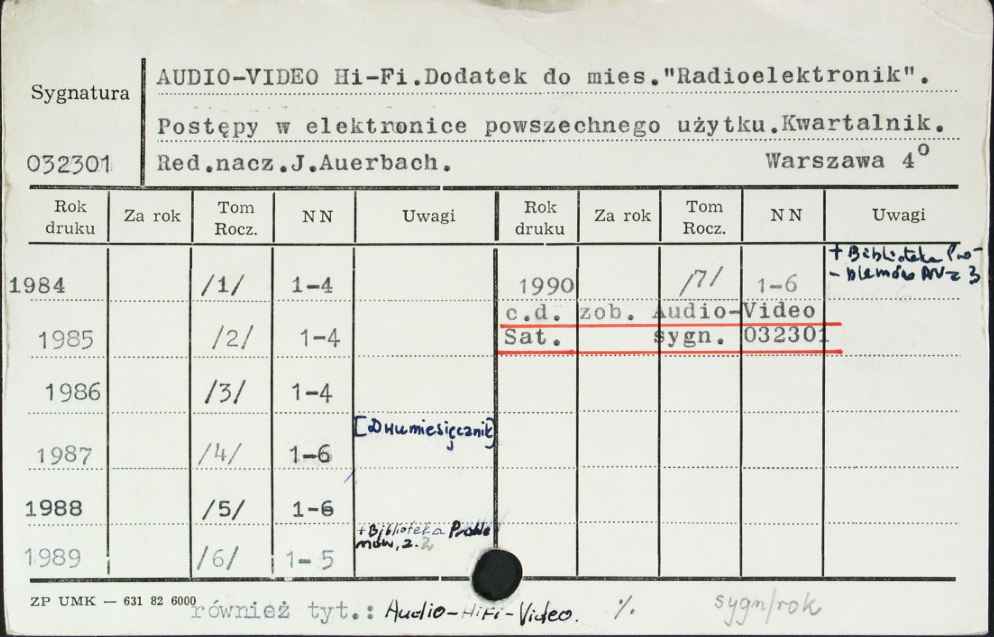 AUDIO-VIDEO Hi-Fi.Dodatek do mies."Radioelektronik".
Sygnatura
Postępy w elektronice powszechnego użytku.Kwartalnik.
032301 Red.nacz.J.Auerbach. Warszawa 4°
Rok druku Za rok Tom Rocz. NN Uwagi Rok druku Za rok Tom Rocz. NN Uwagi
+ Biblioteka Pro-
1984 /1/ 1-4 1990 /7/ 1-6 - blemów
c.d. zob. Audio-Video
1985 /2/ 1-4 Sat. sygn. 032301
1986 /3/ 1-4
[Dwumiesięcznik]
1987 /4/ 1-6
1988 /5/ 1-6
+Biblioteka Proble
mów, z. 2
1989 /6/ 1-5
ZP UMK — 631 82 6000 również tyt.: Audio-HiFi-Video. ·/. sygn/rok